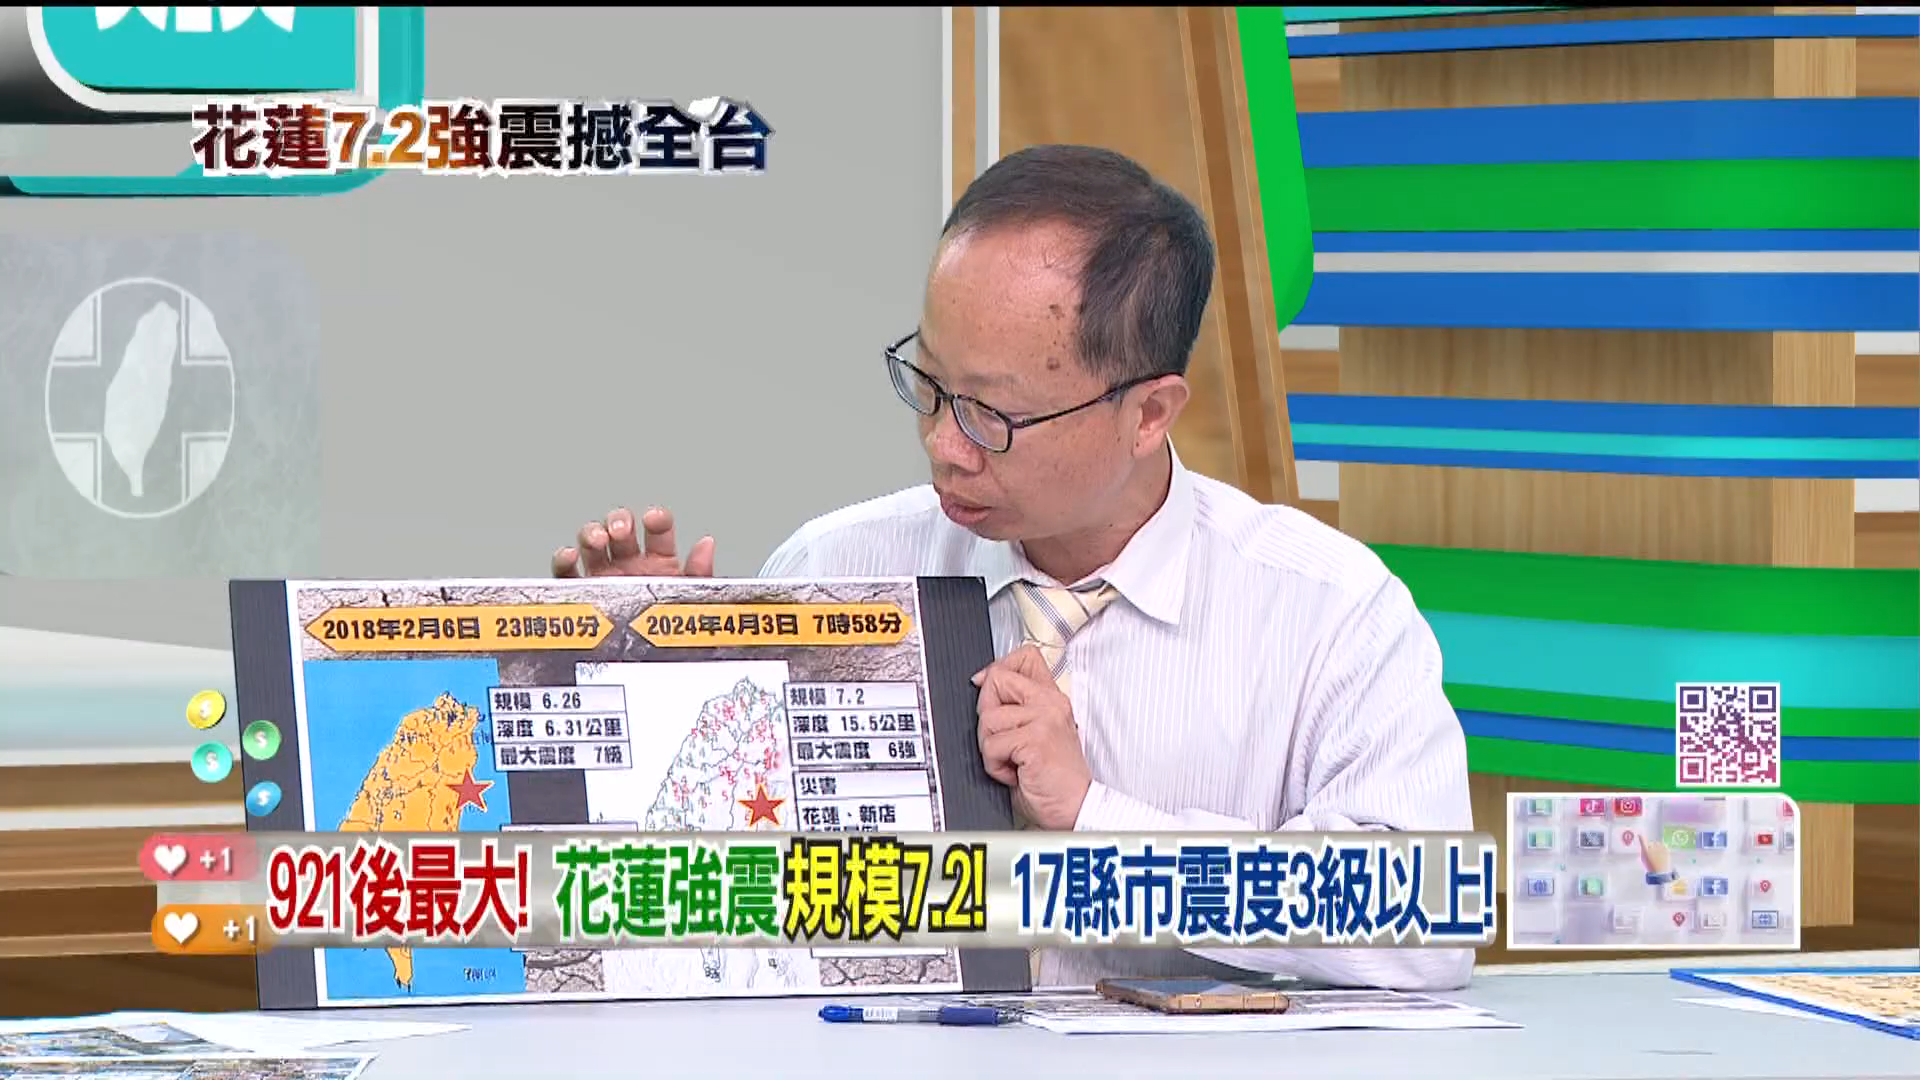 花蓮7.2強震撼全台
2018年2月6日 23時50分
2024年4月3日 7時58分
規模 6.26
深度 6.31公里
最大震度 7級
規模 7.2
深度 15.5公里
最大震度 6強
災害
花蓮、新店
+1
+1
921後最大! 花蓮強震規模7.2! 17縣市震度3級以上!